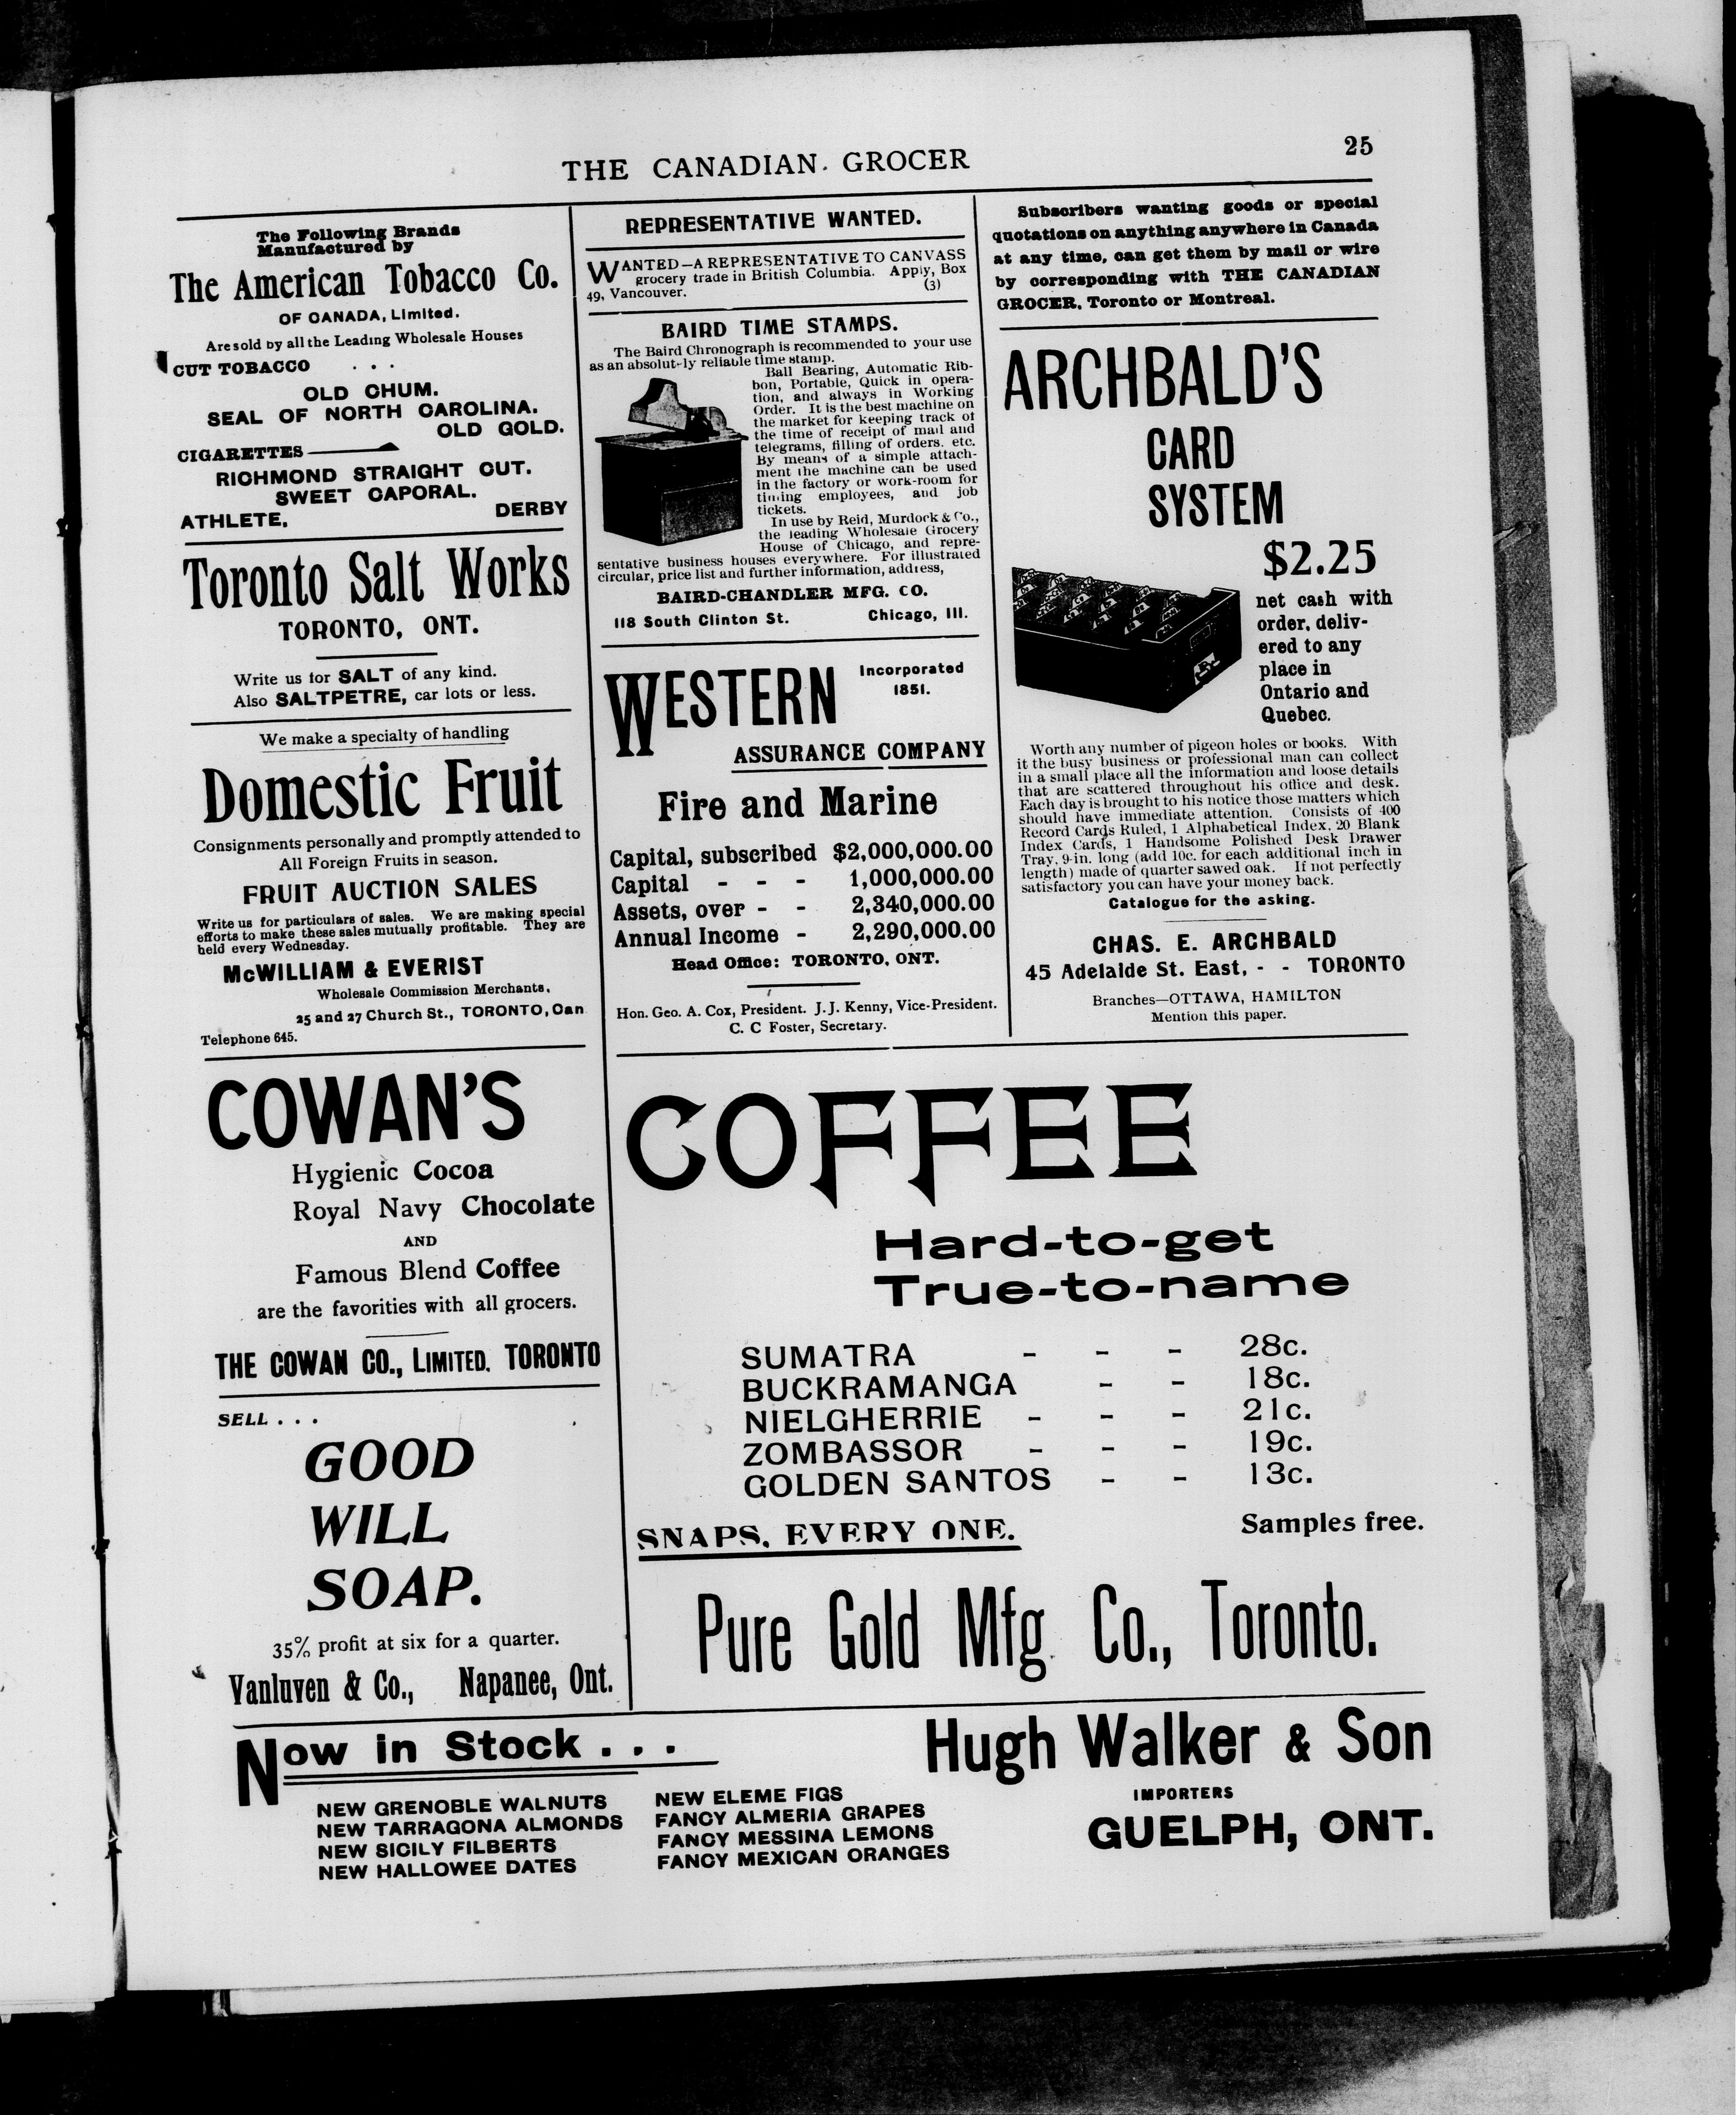 THE CANADIAN GROCER
25
The Following Brands
Manufactured by
The American Tobacco Co.
OF CANADA, Limited.
Are sold by all the Leading Wholesale Houses
CUT TOBACCO . . .
OLD CHUM.
SEAL OF NORTH CAROLINA.
OLD GOLD.
CIGARETTES
RICHMOND STRAIGHT CUT.
SWEET CAPORAL.
ATHLETE, DERBY
Toronto Salt Works
TORONTO, ONT.
Write us for SALT of any kind.
Also SALTPETRE, car lots or less.
We make a specialty of handling
Domestic Fruit
Consignments personally and promptly attended to
All Foreign Fruits in season.
FRUIT AUCTION SALES
Write us for particulars of sales. We are making special
efforts to make these sales mutually profitable. They are
held every Wednesday.
McWILLIAM & EVERIST
Wholesale Commission Merchants,
25 and 27 Church St., TORONTO, Can
Telephone 645.
COWAN'S
Hygienic Cocoa
Royal Navy Chocolate
AND
Famous Blend Coffee
are the favorities with all grocers.
THE COWAN CO., LIMITED. TORONTO
SELL . . .
GOOD
WILL
SOAP.
35% profit at six for a quarter.
Vanluven & Co., Napanee, Ont.
REPRESENTATIVE WANTED.
WANTED—A REPRESENTATIVE TO CANVASS
grocery trade in British Columbia. Apply, Box
49, Vancouver. (3)
BAIRD TIME STAMPS.
The Baird Chronograph is recommended to your use
as an absolutely reliable time stamp.
Ball Bearing, Automatic Rib-
bon, Portable, Quick in opera-
tion, and always in Working
Order. It is the best machine on
the market for keeping track of
the time of receipt of mail and
telegrams, filling of orders. etc.
By means of a simple attach-
ment the machine can be used
in the factory or work-room for
timing employees, and job
tickets.
In use by Reid, Murdock & Co.,
the leading Wholesale Grocery
House of Chicago, and repre-
sentative business houses everywhere. For illustrated
circular, price list and further information, address,
BAIRD-CHANDLER MFG. CO.
118 South Clinton St. Chicago, Ill.
WESTERN
Incorporated
1851.
ASSURANCE COMPANY
Fire and Marine
Capital, subscribed $2,000,000.00
Capital - - - 1,000,000.00
Assets, over - - 2,340,000.00
Annual Income - 2,290,000.00
Head Office: TORONTO, ONT.
Hon. Geo. A. Cox, President. J. J. Kenny, Vice-President.
C. C Foster, Secretary.
Subscribers wanting goods or special
quotations on anything anywhere in Canada
at any time, can get them by mail or wire
by corresponding with THE CANADIAN
GROCER, Toronto or Montreal.
ARCHBALD'S
CARD
SYSTEM
$2.25
net cash with
order, deliv-
ered to any
place in
Ontario and
Quebec.
Worth any number of pigeon holes or books. With
it the busy business or professional man can collect
in a small place all the information and loose details
that are scattered throughout his office and desk.
Each day is brought to his notice those matters which
should have immediate attention. Consists of 400
Record Cards Ruled, 1 Alphabetical Index, 20 Blank
Index Cards, 1 Handsome Polished Desk Drawer
Tray, 9-in. long (add 10c. for each additional inch in
length) made of quarter sawed oak. If not perfectly
satisfactory you can have your money back.
Catalogue for the asking.
CHAS. E. ARCHBALD
45 Adelaide St. East, - - TORONTO
Branches—OTTAWA, HAMILTON
Mention this paper.
COFFEE
Hard-to-get
True-to-name
SUMATRA - - - 28c.
BUCKRAMANGA - - 18c.
NIELGHERRIE - - - 21c.
ZOMBASSOR - - - 19c.
GOLDEN SANTOS - - 13c.
SNAPS, EVERY ONE. Samples free.
Pure Gold Mfg. Co., Toronto.
Now in Stock . . .
NEW GRENOBLE WALNUTS
NEW TARRAGONA ALMONDS
NEW SICILY FILBERTS
NEW HALLOWEE DATES
NEW ELEME FIGS
FANCY ALMERIA GRAPES
FANCY MESSINA LEMONS
FANCY MEXICAN ORANGES
Hugh Walker & Son
IMPORTERS
GUELPH, ONT.